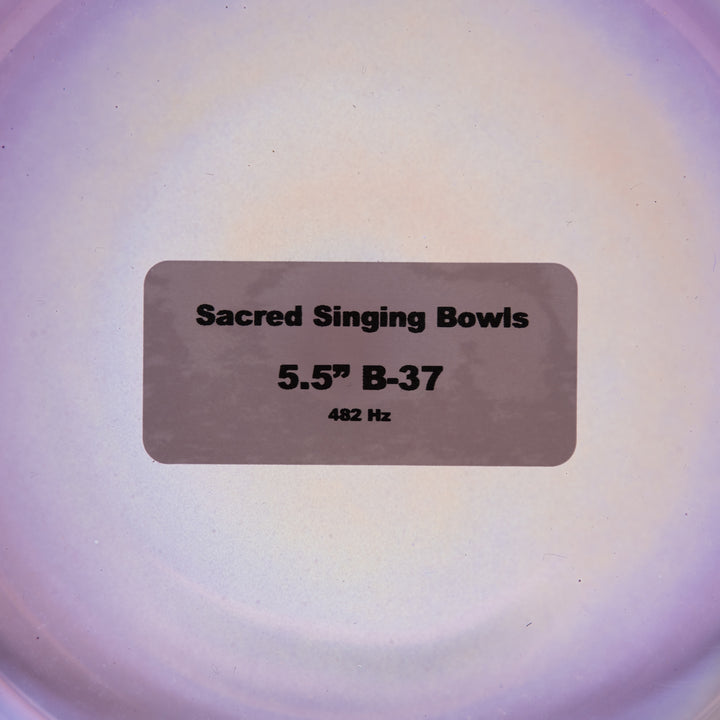 Sacred Singing Bowls
5.5” B-37
482 Hz